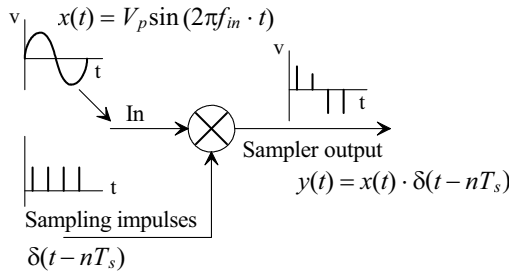 v
x(t) = V_p sin (2πf_in · t)
t
In
v
t
Sampler output
y(t) = x(t) · δ(t − nT_s)
t
Sampling impulses
δ(t − nT_s)